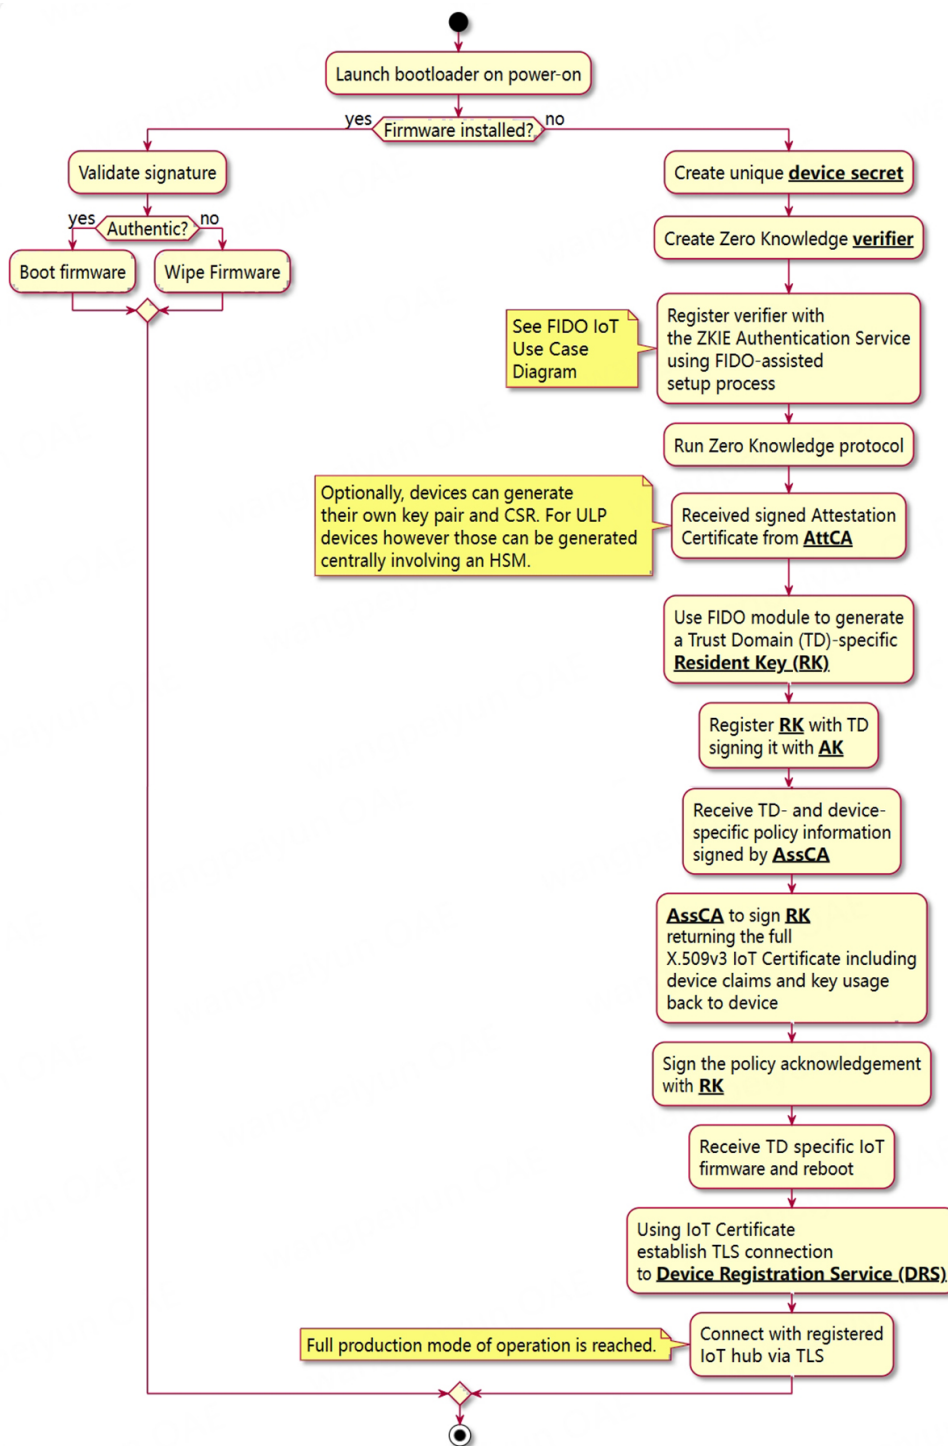 Launch bootloader on power-on
yes
Firmware installed?
no
Validate signature
yes
Authentic?
no
Boot firmware
Wipe Firmware
Create unique device secret
Create Zero Knowledge verifier
See FIDO IoT
Use Case
Diagram
Register verifier with
the ZKIE Authentication Service
using FIDO-assisted
setup process
Run Zero Knowledge protocol
Optionally, devices can generate
their own key pair and CSR. For ULP
devices however those can be generated
centrally involving an HSM.
Received signed Attestation
Certificate from AttCA
Use FIDO module to generate
a Trust Domain (TD)-specific
Resident Key (RK)
Register RK with TD
signing it with AK
Receive TD- and device-
specific policy information
signed by AssCA
AssCA to sign RK
returning the full
X.509v3 IoT Certificate including
device claims and key usage
back to device
Sign the policy acknowledgement
with RK
Receive TD specific IoT
firmware and reboot
Using IoT Certificate
establish TLS connection
to Device Registration Service (DRS)
Full production mode of operation is reached.
Connect with registered
IoT hub via TLS